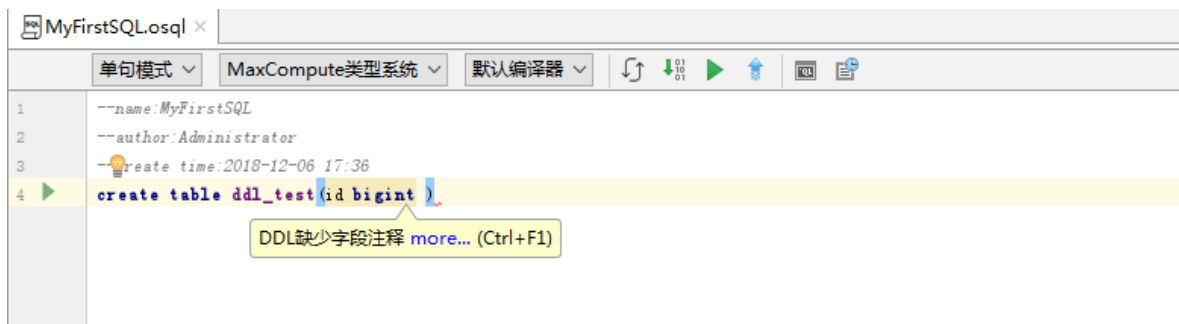 MyFirstSQL.osql
单句模式 MaxCompute类型系统 默认编译器
1 --name:MyFirstSQL
2 --author:Administrator
3 --reate time:2018-12-06 17:36
4 create table ddl_test(id bigint )
DDL缺少字段注释 more... (Ctrl+F1)